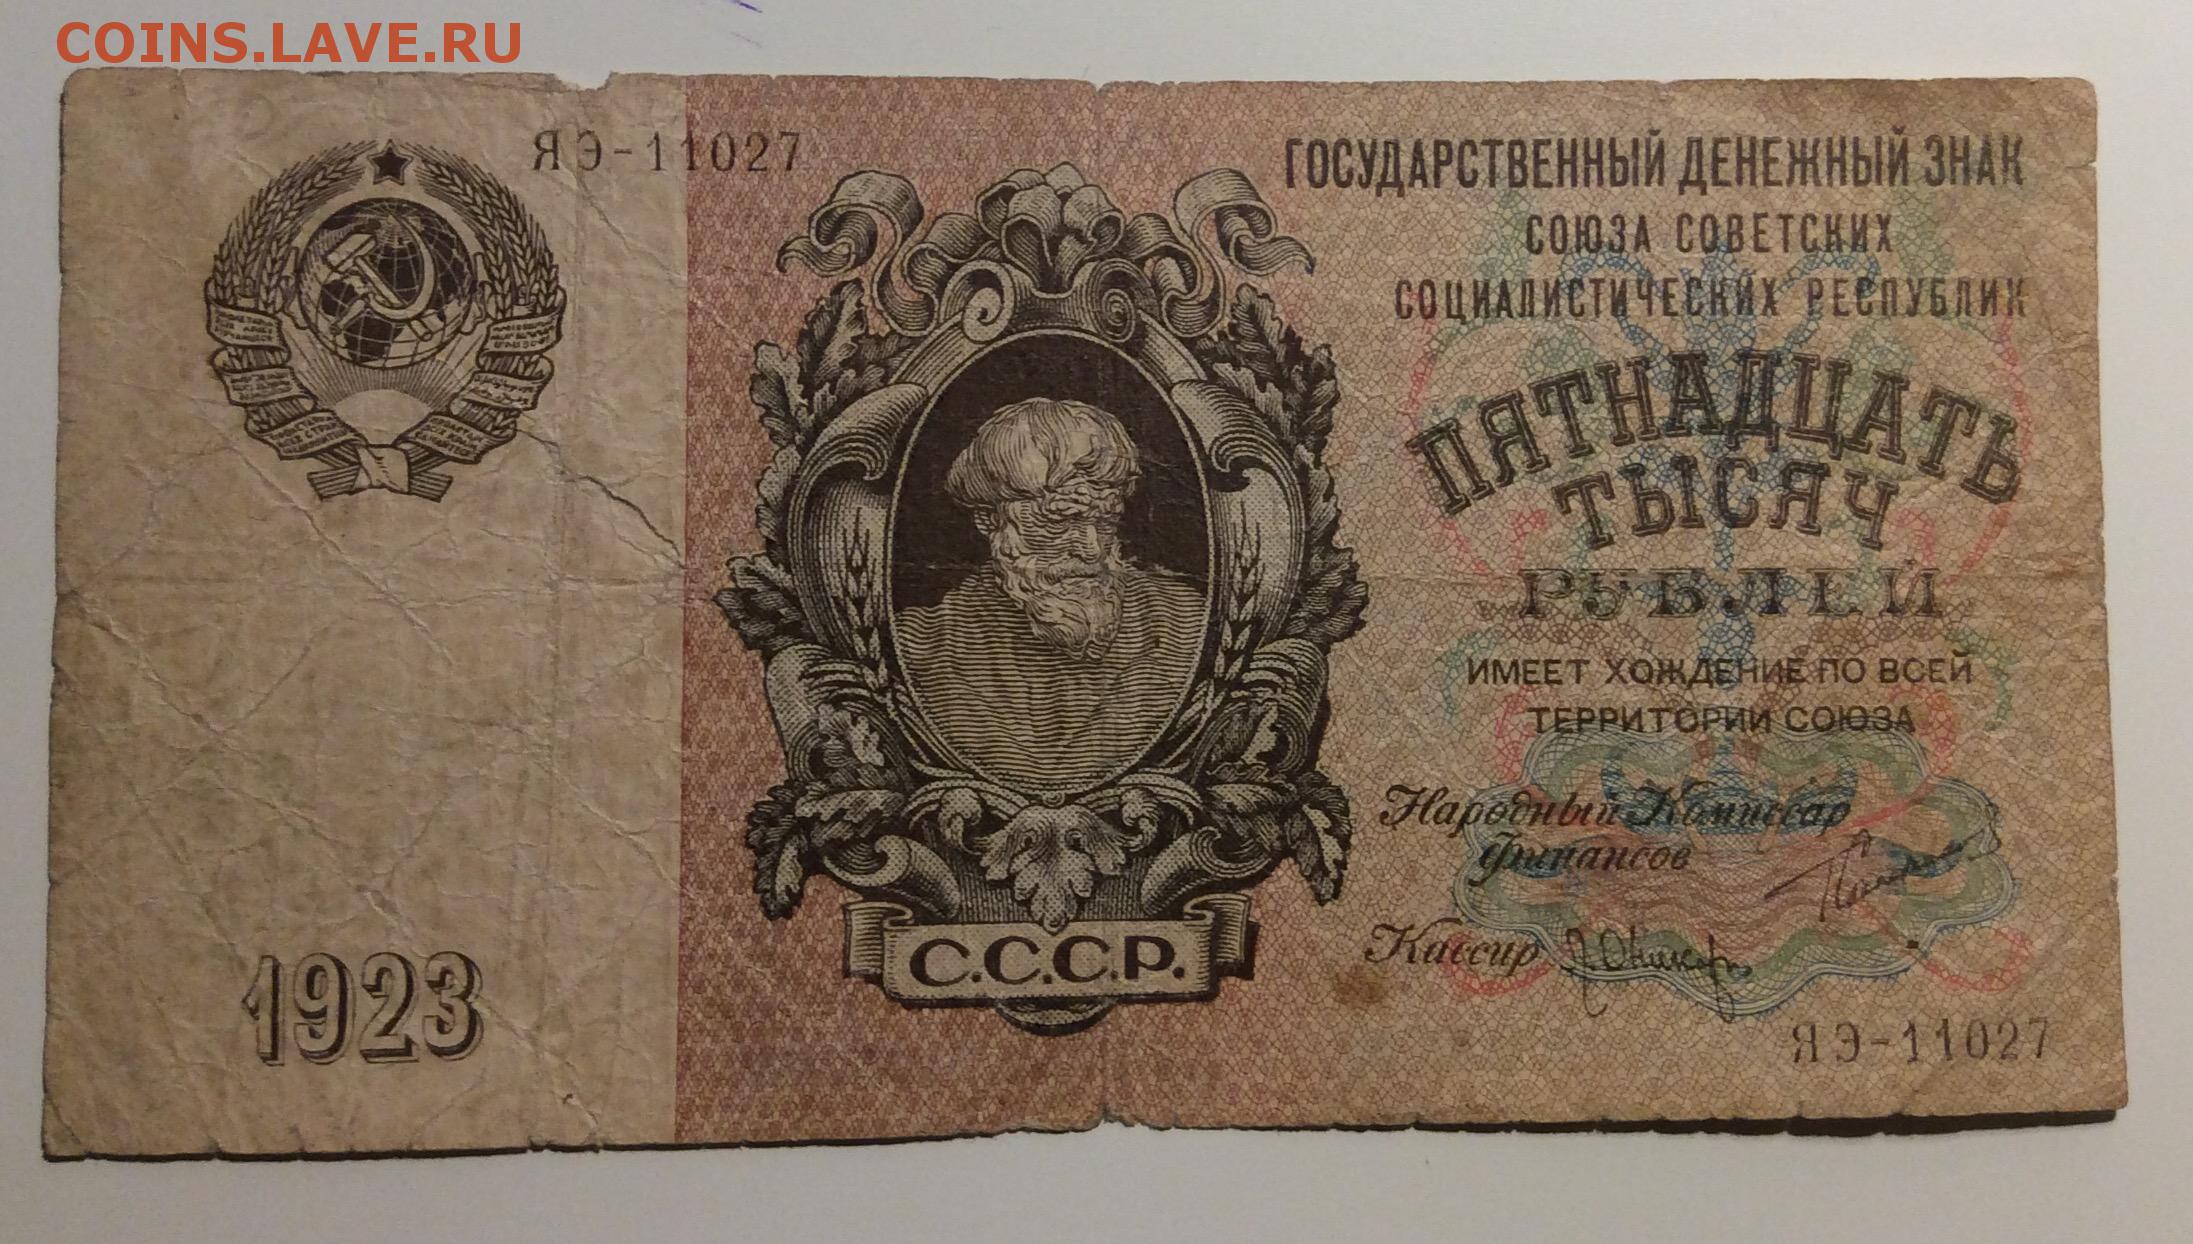 COINS.LAVE.RU
ЯЭ-11027
ГОСУДАРСТВЕННЫЙ ДЕНЕЖНЫЙ ЗНАК
СОЮЗА СОВЕТСКИХ
СОЦИАЛИСТИЧЕСКИХ РЕСПУБЛИК
ПЯТНАДЦАТЬ
ТЫСЯЧ
РУБЛЕЙ
ИМЕЕТ ХОЖДЕНИЕ ПО ВСЕЙ
ТЕРРИТОРИИ СОЮЗА
Народный Комиссар
Финансов
Кассир
С.С.С.Р.
1923
ЯЭ-11027